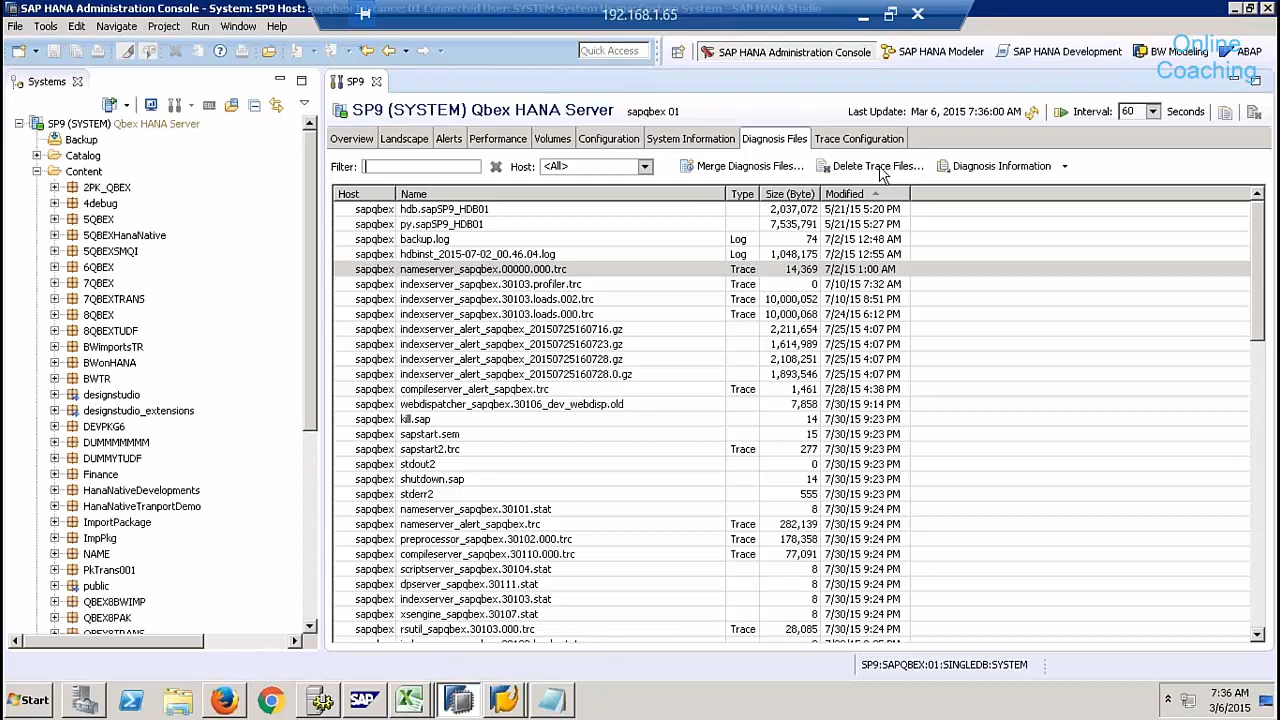 SAP HANA Administration Console - System: SP9 Host:
192.168.1.65
File Tools Edit Navigate Project Run Window Help
Quick Access
SAP HANA Administration Console
SAP HANA Modeler
SAP HANA Development
BW Modeling
ABAP
Online
Coaching
Systems
SP9
SP9 (SYSTEM) Qbex HANA Server sapqbex 01
Last Update: Mar 6, 2015 7:36:00 AM
Interval: 60 Seconds
SP9 (SYSTEM) Qbex HANA Server
Backup
Catalog
Content
2PK_QBEX
4debug
5QBEX
5QBEXHanaNative
5QBEXSMQI
6QBEX
7QBEX
7QBEXTRANS
8QBEX
8QBEXTUDF
BWimportsTR
BWonHANA
BWTR
designstudio
designstudio_extensions
DEVPKG6
DUMMMMMM
DUMMYTUDF
Finance
HanaNativeDevelopments
HanaNativeTranportDemo
ImportPackage
ImpPkg
NAME
PkTrans001
public
QBEX8BWIMP
QBEX8PAK
QBEX8TRANS
Overview Landscape Alerts Performance Volumes Configuration System Information Diagnosis Files Trace Configuration
Filter: Host: <All> Merge Diagnosis Files... Delete Trace Files... Diagnosis Information
Host Name Type Size (Byte) Modified
sapqbex hdb.sapSP9_HDB01 2,037,072 5/21/15 5:20 PM
sapqbex py.sapSP9_HDB01 7,535,791 5/21/15 5:27 PM
sapqbex backup.log Log 74 7/2/15 12:48 AM
sapqbex hdbinst_2015-07-02_00.46.04.log Log 1,048,175 7/2/15 12:55 AM
sapqbex nameserver_sapqbex.00000.000.trc Trace 14,369 7/2/15 1:00 AM
sapqbex indexserver_sapqbex.30103.profiler.trc Trace 0 7/10/15 7:32 AM
sapqbex indexserver_sapqbex.30103.loads.002.trc Trace 10,000,052 7/10/15 8:51 PM
sapqbex indexserver_sapqbex.30103.loads.000.trc Trace 10,000,068 7/24/15 6:12 PM
sapqbex indexserver_alert_sapqbex_20150725160716.gz 2,211,654 7/25/15 4:07 PM
sapqbex indexserver_alert_sapqbex_20150725160723.gz 1,614,989 7/25/15 4:07 PM
sapqbex indexserver_alert_sapqbex_20150725160728.gz 2,108,251 7/25/15 4:07 PM
sapqbex indexserver_alert_sapqbex_20150725160728.0.gz 1,893,546 7/25/15 4:07 PM
sapqbex compileserver_alert_sapqbex.trc Trace 1,461 7/28/15 4:38 PM
sapqbex webdispatcher_sapqbex.30106_dev_webdisp.old 7,858 7/30/15 9:14 PM
sapqbex kill.sap 14 7/30/15 9:23 PM
sapqbex sapstart.sem 15 7/30/15 9:23 PM
sapqbex sapstart2.trc Trace 277 7/30/15 9:23 PM
sapqbex stdout2 0 7/30/15 9:23 PM
sapqbex shutdown.sap 14 7/30/15 9:23 PM
sapqbex stderr2 555 7/30/15 9:23 PM
sapqbex nameserver_sapqbex.30101.stat 8 7/30/15 9:24 PM
sapqbex nameserver_alert_sapqbex.trc Trace 282,139 7/30/15 9:24 PM
sapqbex preprocessor_sapqbex.30102.000.trc Trace 178,358 7/30/15 9:24 PM
sapqbex compileserver_sapqbex.30110.000.trc Trace 77,091 7/30/15 9:24 PM
sapqbex scriptserver_sapqbex.30104.stat 8 7/30/15 9:24 PM
sapqbex dpserver_sapqbex.30111.stat 8 7/30/15 9:24 PM
sapqbex indexserver_sapqbex.30103.stat 8 7/30/15 9:24 PM
sapqbex xsengine_sapqbex.30107.stat 8 7/30/15 9:24 PM
sapqbex rsutil_sapqbex.30103.000.trc Trace 28,085 7/30/15 9:24 PM
SP9:SAPQBEX:01:SINGLEDB:SYSTEM
Start
SAP
7:36 AM
3/6/2015